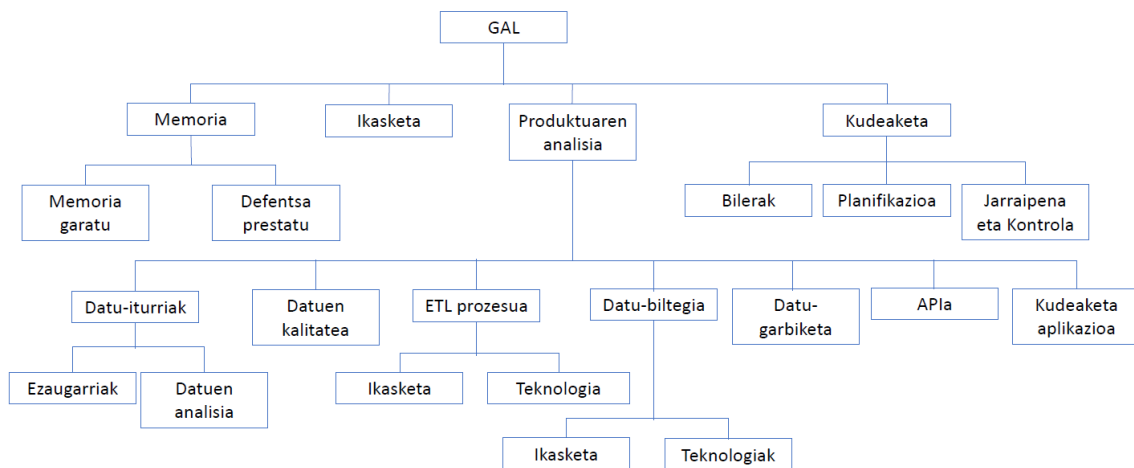 GAL
Memoria
Ikasketa
Produktuaren
analisia
Kudeaketa
Memoria
garatu
Defentsa
prestatu
Bilerak
Planifikazioa
Jarraipena
eta Kontrola
Datu-iturriak
Datuen
kalitatea
ETL prozesua
Datu-biltegia
Datu-
garbiketa
APIa
Kudeaketa
aplikazioa
Ezaugarriak
Datuen
analisia
Ikasketa
Teknologia
Ikasketa
Teknologiak